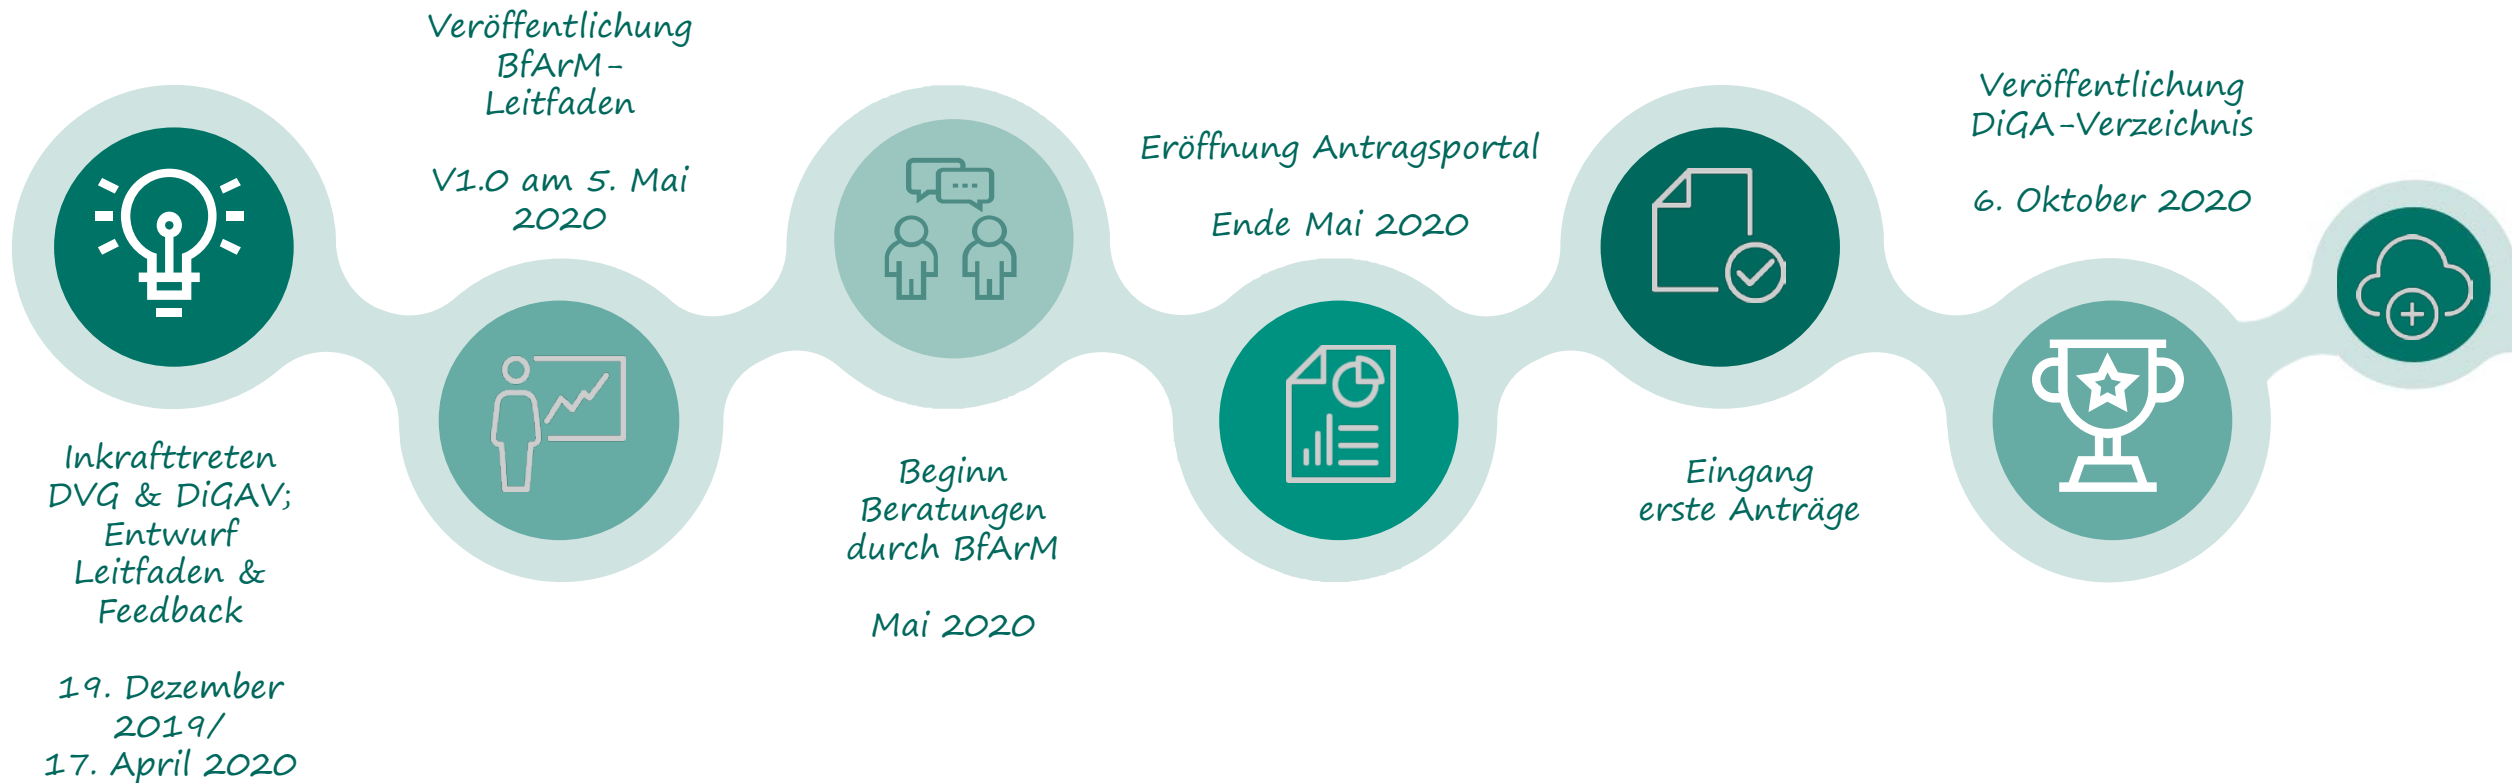 Inkrafttreten
DVG & DiGAV;
Entwurf
Leitfaden &
Feedback
19. Dezember
2019/
17. April 2020
Veröffentlichung
BfArM-
Leitfaden
V1.0 am 5. Mai
2020
Beginn
Beratungen
durch BfArM
Mai 2020
Eröffnung Antragsportal
Ende Mai 2020
Eingang
erste Anträge
Veröffentlichung
DiGA-Verzeichnis
6. Oktober 2020